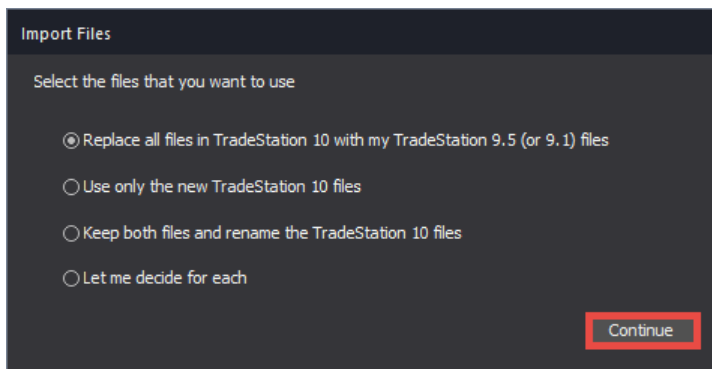 Import Files
Select the files that you want to use
Replace all files in TradeStation 10 with my TradeStation 9.5 (or 9.1) files
Use only the new TradeStation 10 files
Keep both files and rename the TradeStation 10 files
Let me decide for each
Continue